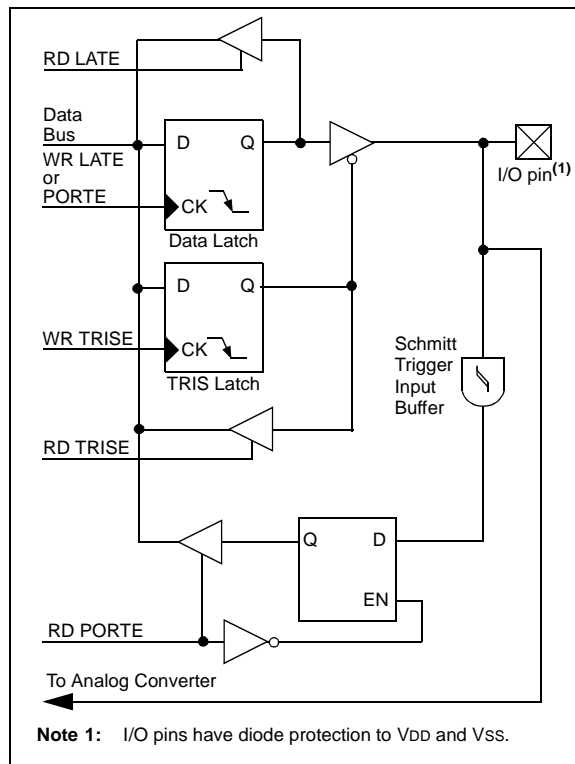 RD LATE
Data
Bus
WR LATE
or
PORTE
D Q
CK
Data Latch
I/O pin(1)
D Q
WR TRISE
CK
TRIS Latch
Schmitt
Trigger
Input
Buffer
RD TRISE
Q D
EN
RD PORTE
To Analog Converter
Note 1: I/O pins have diode protection to VDD and VSS.